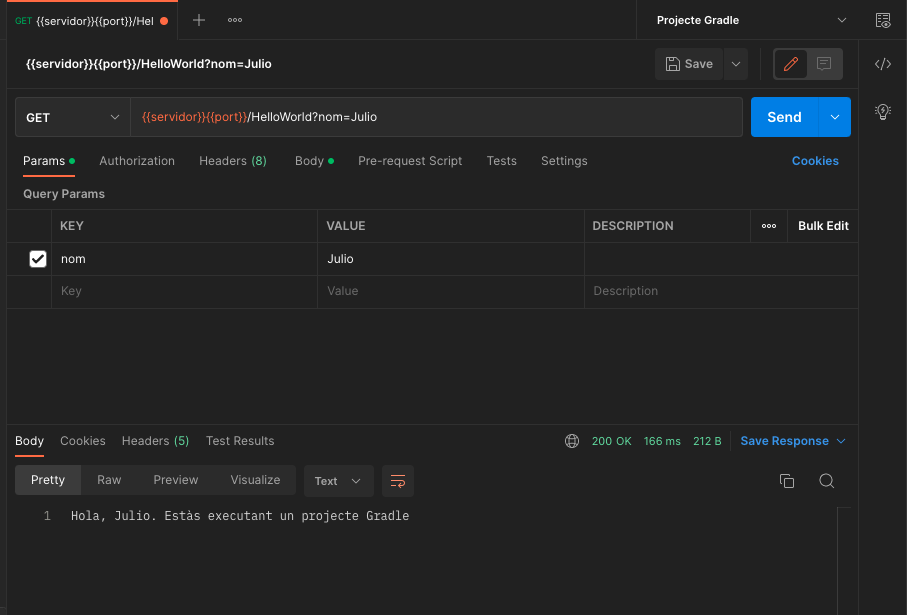 GET {{servidor}}{{port}}/Hel
Projecte Gradle
{{servidor}}{{port}}/HelloWorld?nom=Julio
Save
GET {{servidor}}{{port}}/HelloWorld?nom=Julio Send
Params Authorization Headers (8) Body Pre-request Script Tests Settings Cookies
Query Params
KEY VALUE DESCRIPTION Bulk Edit
nom Julio
Key Value Description
Body Cookies Headers (5) Test Results 200 OK 166 ms 212 B Save Response
Pretty Raw Preview Visualize Text
1 Hola, Julio. Estàs executant un projecte Gradle